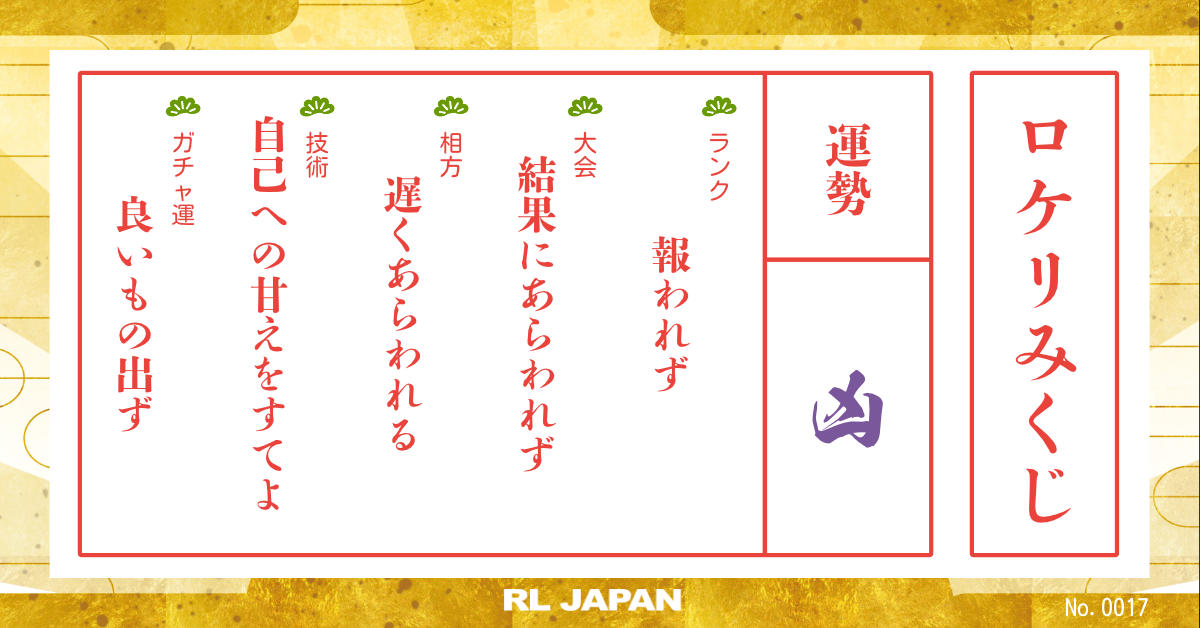 ロケリみくじ
運勢
凶
ランク
報われず
大会
結果にあらわれず
相方
遅くあらわれる
技術
自己への甘えをすてよ
ガチャ運
良いもの出ず
RL JAPAN
No. 0017